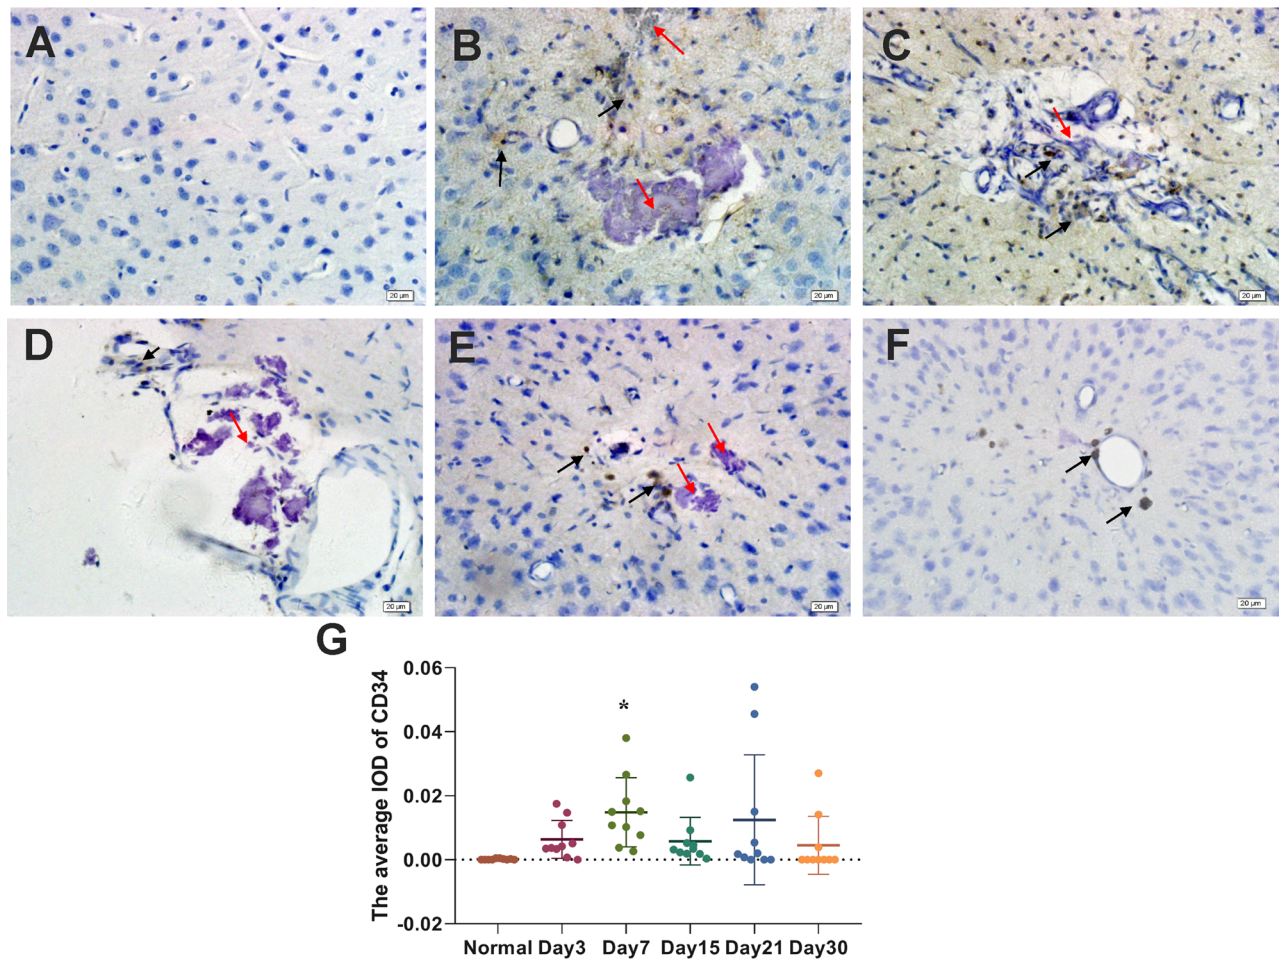 A
B
C
20 µm
20 µm
20 µm
D
E
F
20 µm
20 µm
20 µm
G
The average IOD of CD34
0.06
*
0.04
0.02
0.00
-0.02
Normal Day3 Day7 Day15 Day21 Day30